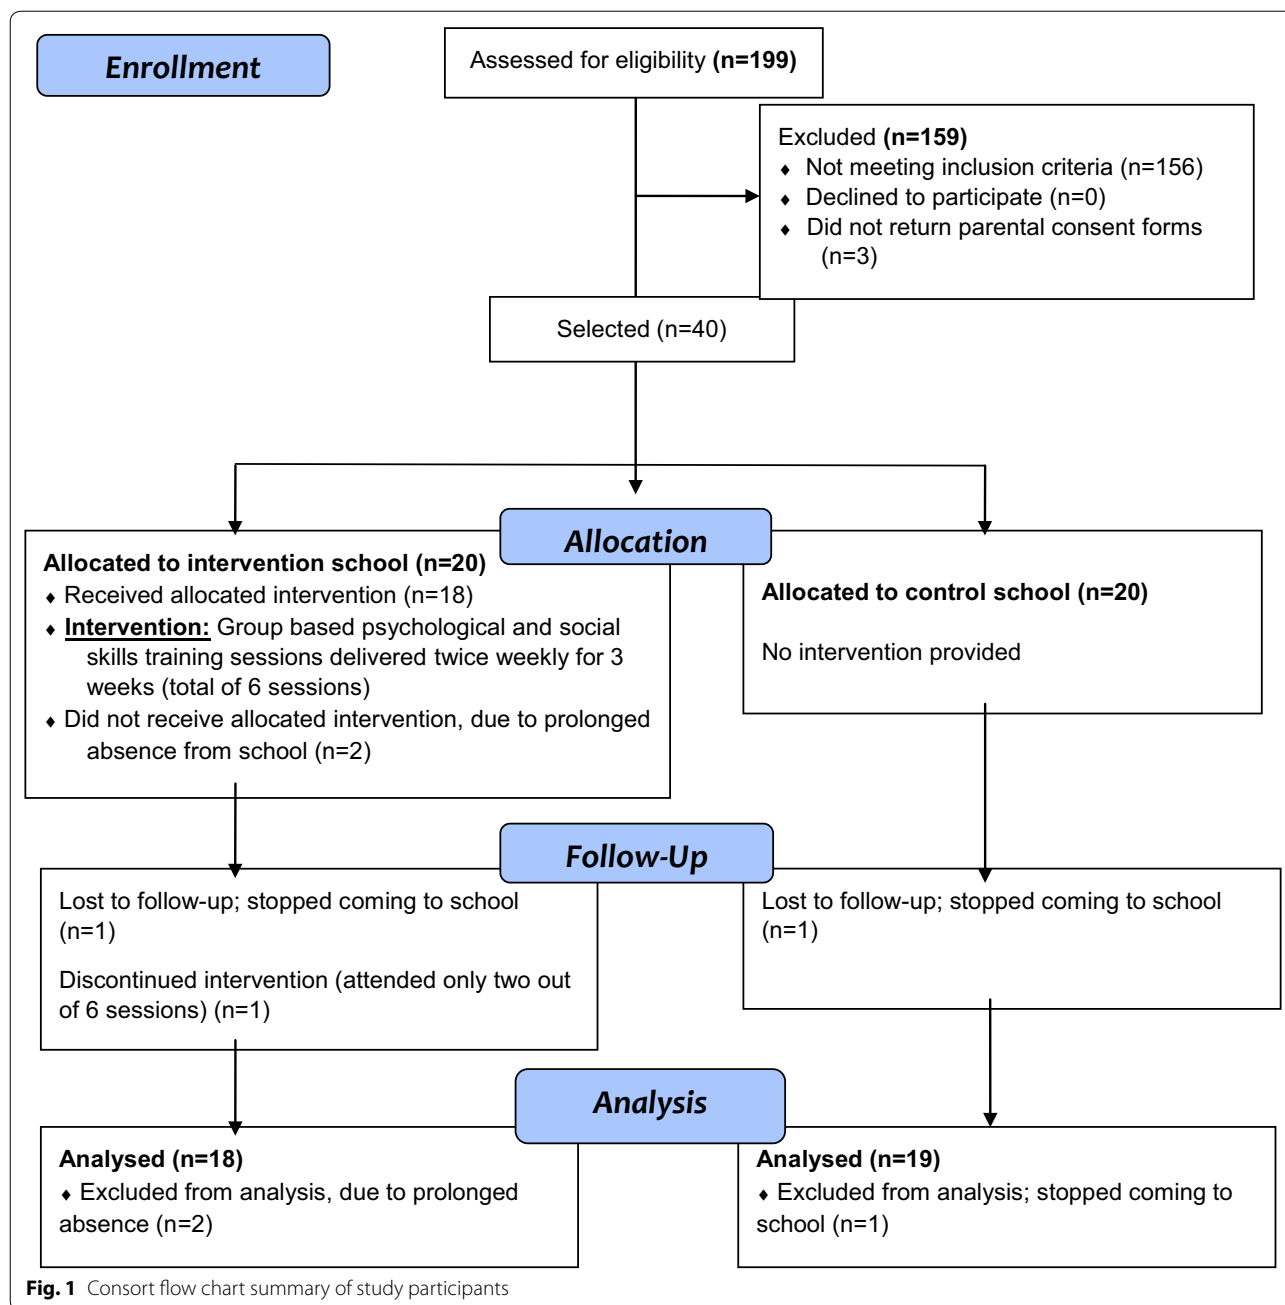 Enrollment
Assessed for eligibility (n=199)
Excluded (n=159)
♦ Not meeting inclusion criteria (n=156)
♦ Declined to participate (n=0)
♦ Did not return parental consent forms
(n=3)
Selected (n=40)
Allocation
Allocated to intervention school (n=20)
♦ Received allocated intervention (n=18)
♦ Intervention: Group based psychological and social
skills training sessions delivered twice weekly for 3
weeks (total of 6 sessions)
♦ Did not receive allocated intervention, due to prolonged
absence from school (n=2)
Allocated to control school (n=20)
No intervention provided
Follow-Up
Lost to follow-up; stopped coming to school
(n=1)
Discontinued intervention (attended only two out
of 6 sessions) (n=1)
Lost to follow-up; stopped coming to school
(n=1)
Analysis
Analysed (n=18)
♦ Excluded from analysis, due to prolonged
absence (n=2)
Analysed (n=19)
♦ Excluded from analysis; stopped coming to
school (n=1)
Fig. 1 Consort flow chart summary of study participants